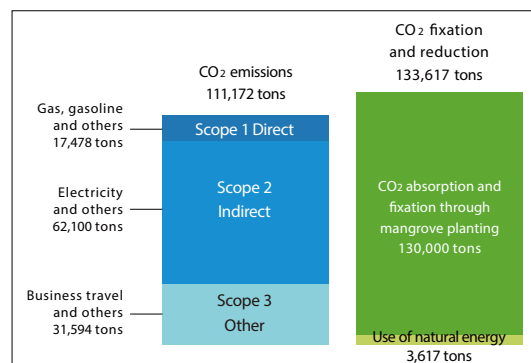 CO2 emissions
111,172 tons
Gas, gasoline
and others
17,478 tons
Scope 1 Direct
Electricity
and others
62,100 tons
Scope 2
Indirect
Business travel
and others
31,594 tons
Scope 3
Other
CO2 fixation
and reduction
133,617 tons
CO2 absorption and
fixation through
mangrove planting
130,000 tons
Use of natural energy
3,617 tons